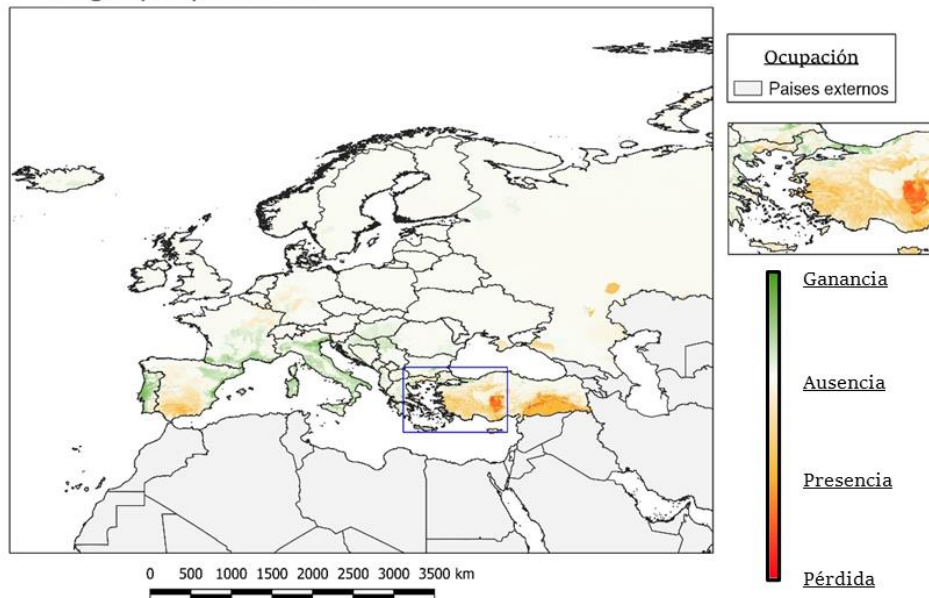 Ocupación
Paises externos
Ganancia
Ausencia
Presencia
Pérdida
0 500 1000 1500 2000 2500 3000 3500 km